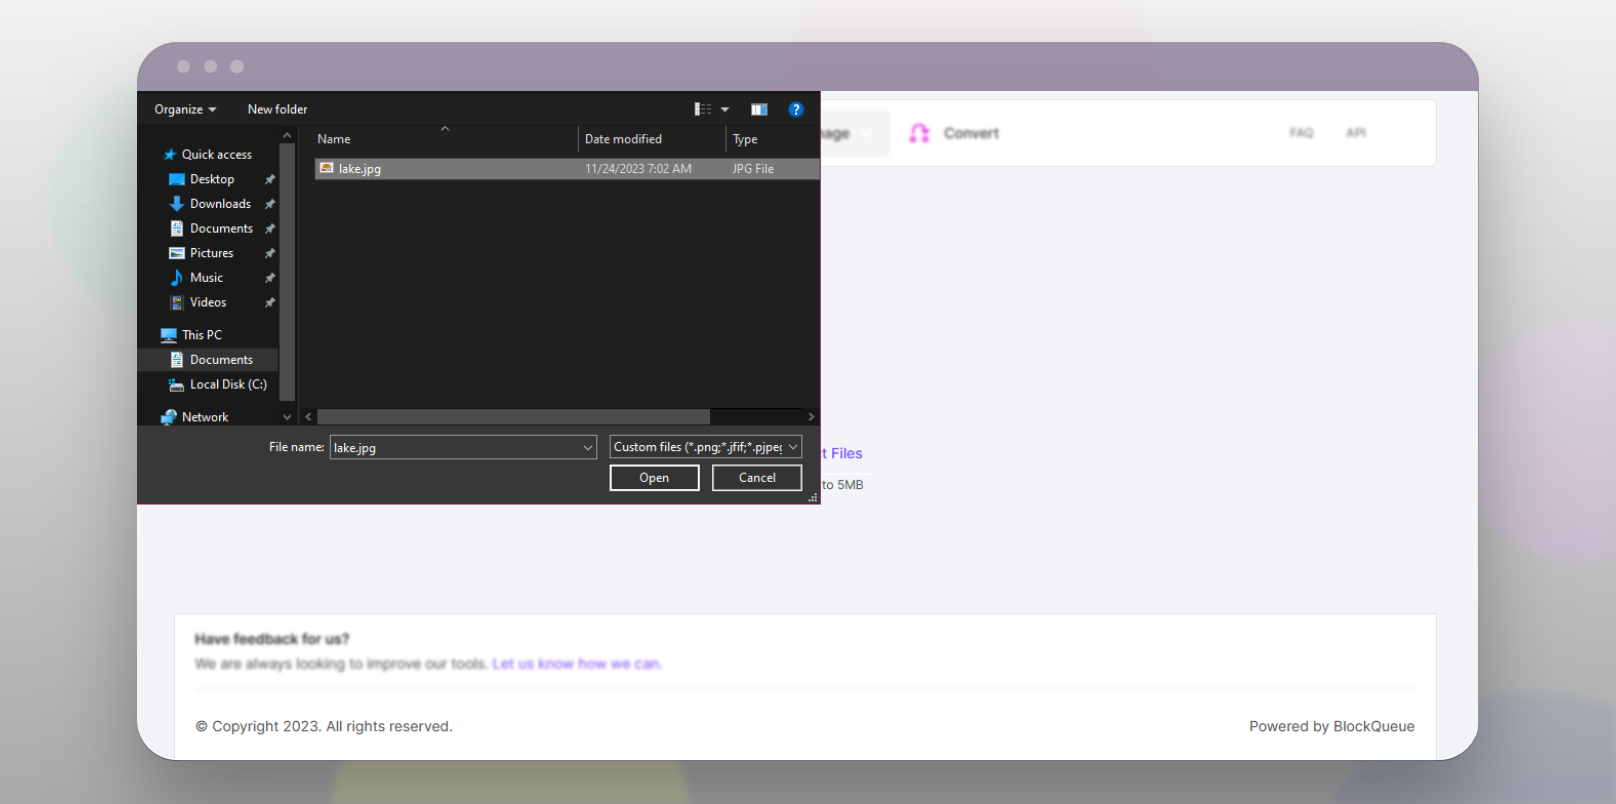 Organize
New folder
Name
Date modified
Type
Quick access
lake.jpg
11/24/2023 7:02 AM
JPG File
Desktop
Downloads
Documents
Pictures
Music
Videos
This PC
Documents
Local Disk (C:)
Network
File name:
lake.jpg
Custom files (*.png;*.jfif;*.pjpeg
Open
Cancel
Convert
FAQ
API
t Files
to 5MB
Have feedback for us?
We are always looking to improve our tools. Let us know how we can.
© Copyright 2023. All rights reserved.
Powered by BlockQueue